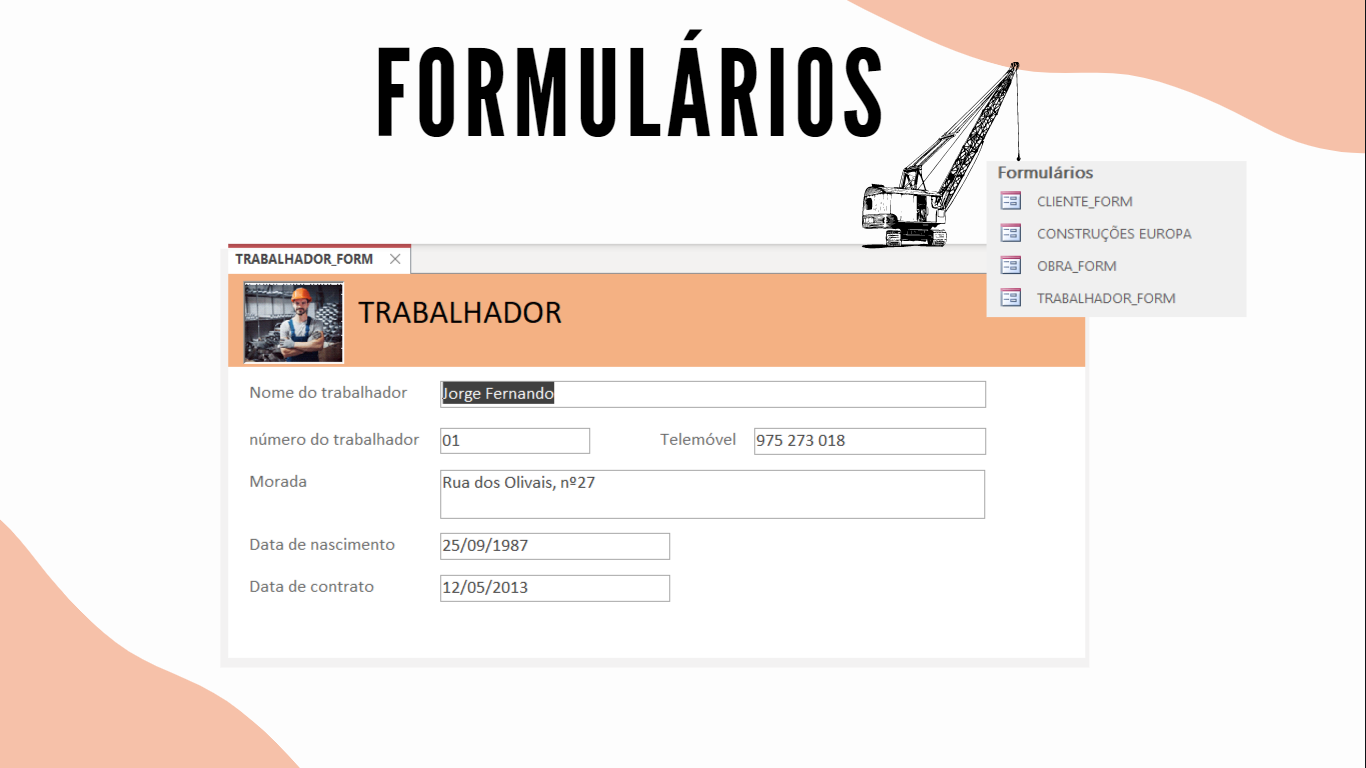 FORMULÁRIOS
Formulários
CLIENTE_FORM
CONSTRUÇÕES EUROPA
OBRA_FORM
TRABALHADOR_FORM
TRABALHADOR_FORM
TRABALHADOR
Nome do trabalhador Jorge Fernando
número do trabalhador 01 Telemóvel 975 273 018
Morada Rua dos Olivais, nº27
Data de nascimento 25/09/1987
Data de contrato 12/05/2013